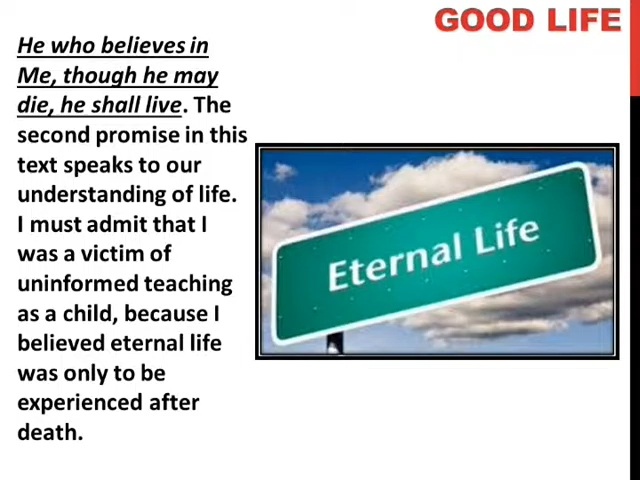 GOOD LIFE
He who believes in
Me, though he may
die, he shall live. The
second promise in this
text speaks to our
understanding of life.
I must admit that I
was a victim of
uninformed teaching
as a child, because I
believed eternal life
was only to be
experienced after
death.
Eternal Life